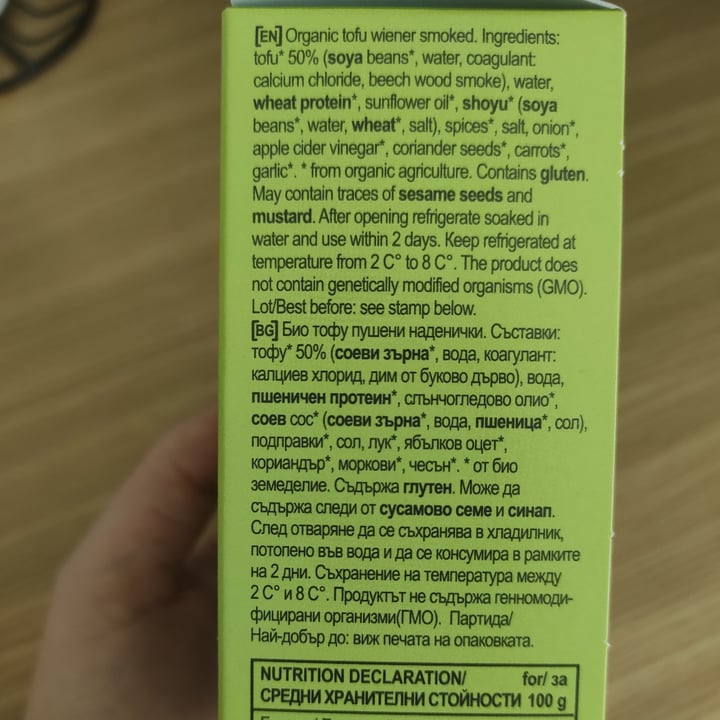 [EN] Organic tofu wiener smoked. Ingredients:
tofu* 50% (soya beans*, water, coagulant:
calcium chloride, beech wood smoke), water,
wheat protein*, sunflower oil*, shoyu* (soya
beans*, water, wheat*, salt), spices*, salt, onion*,
apple cider vinegar*, coriander seeds*, carrots*,
garlic*. * from organic agriculture. Contains gluten.
May contain traces of sesame seeds and
mustard. After opening refrigerate soaked in
water and use within 2 days. Keep refrigerated at
temperature from 2 C° to 8 C°. The product does
not contain genetically modified organisms (GMO).
Lot/Best before: see stamp below.
[BG] Био тофу пушени наденички. Съставки:
тофу* 50% (соеви зърна*, вода, коагулант:
калциев хлорид, дим от буково дърво), вода,
пшеничен протеин*, слънчогледово олио*,
соев сос* (соеви зърна*, вода, пшеница*, сол),
подправки*, сол, лук*, ябълков оцет*,
кориандър*, моркови*, чесън*. * от био
земеделие. Съдържа глутен. Може да
съдържа следи от сусамово семе и синап.
След отваряне да се съхранява в хладилник,
потопено във вода и да се консумира в рамките
на 2 дни. Съхранение на температура между
2 C° и 8 C°. Продуктът не съдържа генномоди-
фицирани организми(ГМО). Партида/
Най-добър до: виж печата на опаковката.
NUTRITION DECLARATION/ for/ за
СРЕДНИ ХРАНИТЕЛНИ СТОЙНОСТИ 100 g